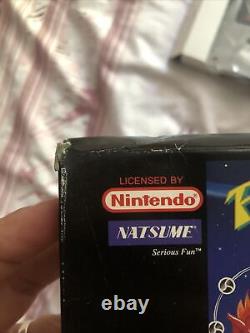 LICENSED BY
Nintendo
NATSUME
Serious Fun™